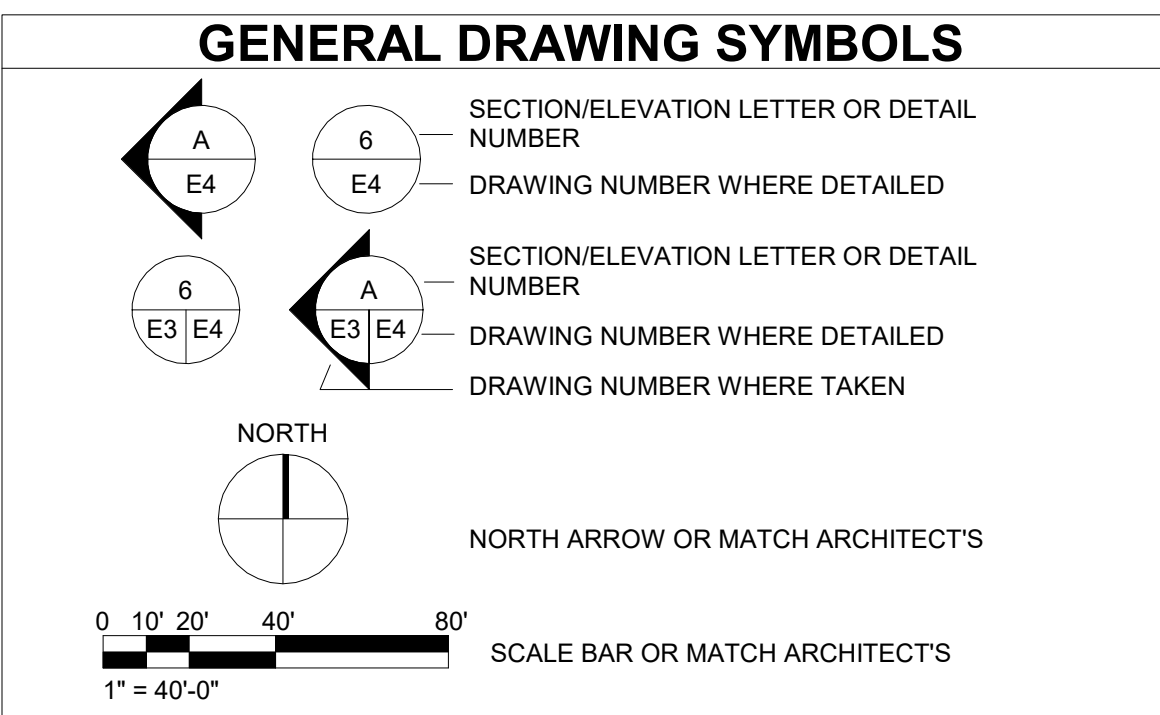 GENERAL DRAWING SYMBOLS
A
E4
6
E4
SECTION/ELEVATION LETTER OR DETAIL
NUMBER
DRAWING NUMBER WHERE DETAILED
6
E3 E4
A
E3 E4
SECTION/ELEVATION LETTER OR DETAIL
NUMBER
DRAWING NUMBER WHERE DETAILED
DRAWING NUMBER WHERE TAKEN
NORTH
NORTH ARROW OR MATCH ARCHITECT'S
0 10' 20' 40' 80'
SCALE BAR OR MATCH ARCHITECT'S
1" = 40'-0"